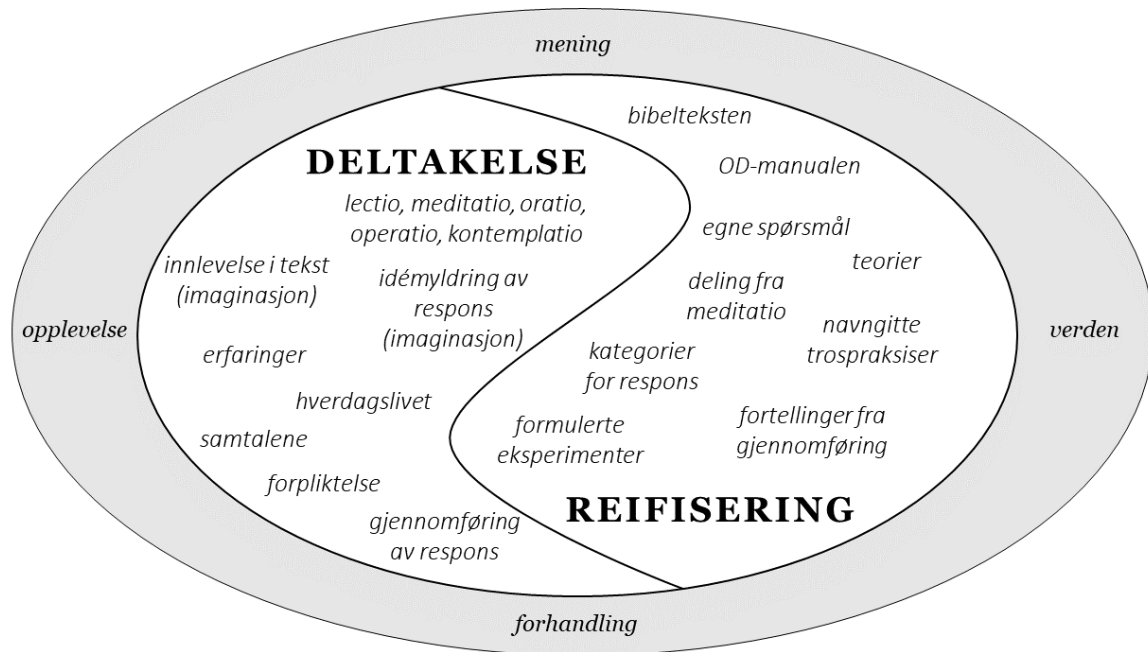 mening
bibelteksten
DELTAKELSE
OD-manualen
lectio, meditatio, oratio,
operatio, kontemplatio
egne spørsmål
teorier
innlevelse i tekst
(imaginasjon)
idémyldring av
respons
(imaginasjon)
deling fra
meditatio
opplevelse
navngitte
trospraksiser
verden
erfaringer
kategorier
for respons
hverdagslivet
samtalene
formulerte
eksperimenter
fortellinger fra
gjennomføring
forpliktelse
REIFISERING
gjennomføring
av respons
forhandling